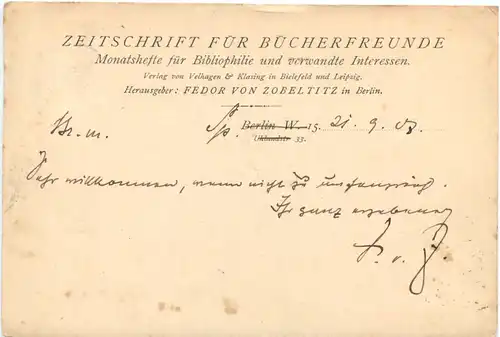 ZEITSCHRIFT FÜR BÜCHERFREUNDE
Monatshefte für Bibliophilie und verwandte Interessen.
Verlag von Velhagen & Klasing in Bielefeld und Leipzig.
Herausgeber: FEDOR VON ZOBELTITZ in Berlin.
Sp. Berlin W. 15. 21. 9. 03.
Uhlandstr. 33.
Sehr willkommen, wenn nicht zu umfangreich.
Ihr ganz ergebener
F. v. Z.